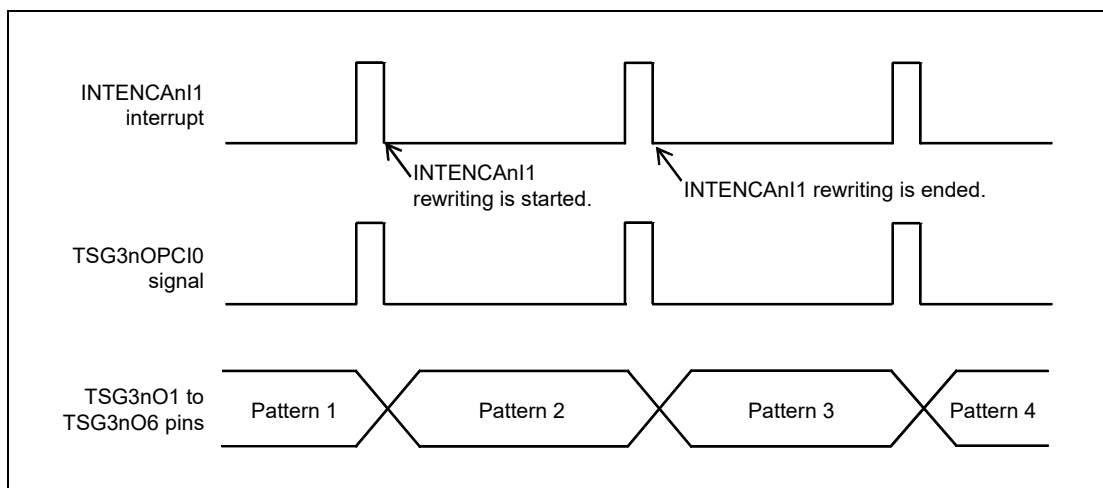 INTENCAnI1
interrupt
INTENCAnI1
rewriting is started.
INTENCAnI1 rewriting is ended.
TSG3nOPCI0
signal
TSG3nO1 to
TSG3nO6 pins
Pattern 1
Pattern 2
Pattern 3
Pattern 4